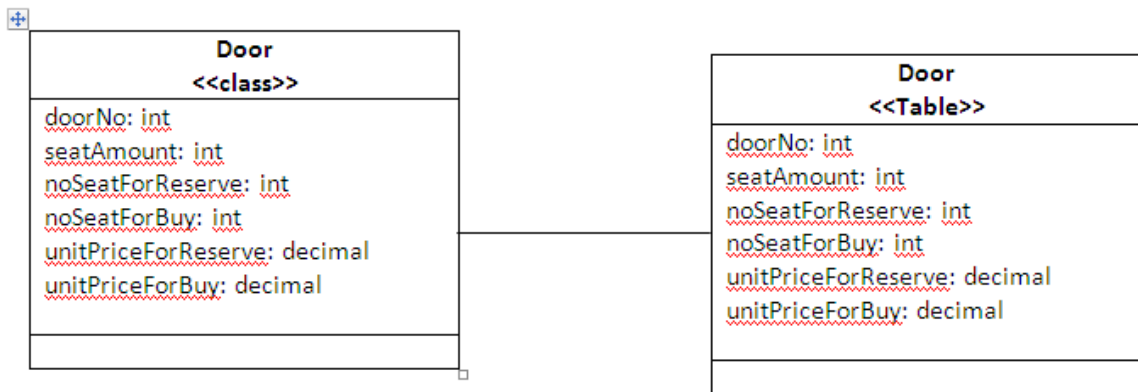 Door
<<class>>
doorNo: int
seatAmount: int
noSeatForReserve: int
noSeatForBuy: int
unitPriceForReserve: decimal
unitPriceForBuy: decimal
Door
<<Table>>
doorNo: int
seatAmount: int
noSeatForReserve: int
noSeatForBuy: int
unitPriceForReserve: decimal
unitPriceForBuy: decimal